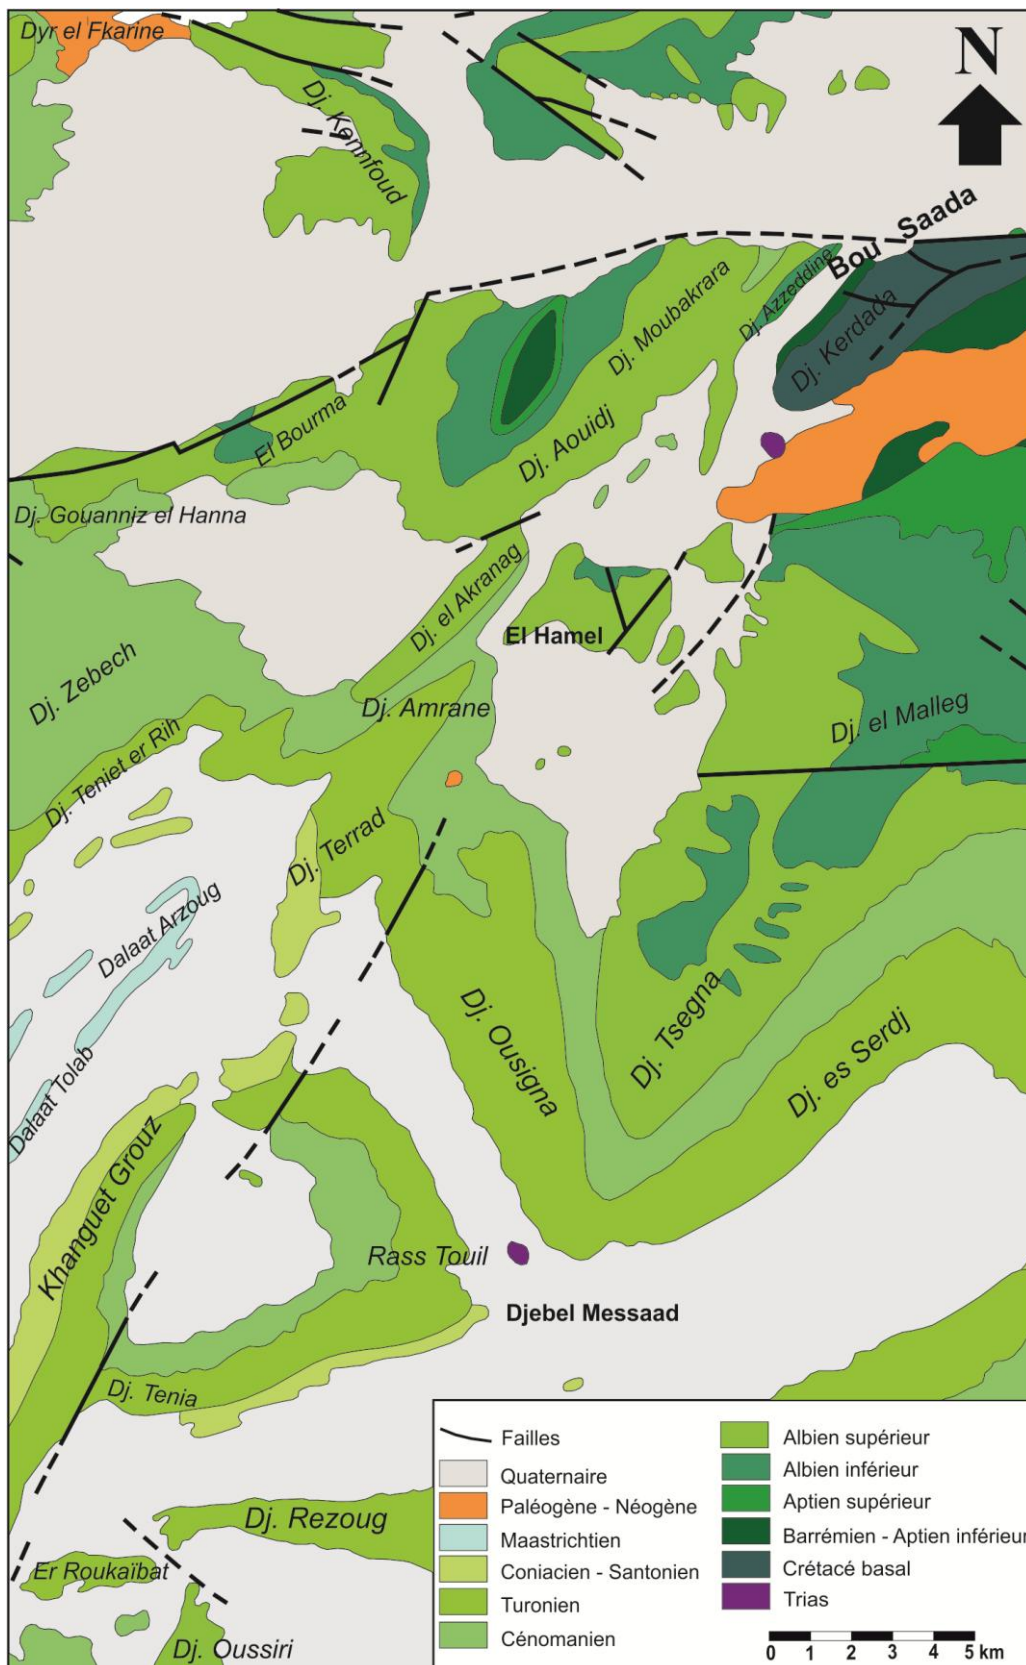 Dyr el Fkarine
N
Dj. Kennfoud
Bou Saada
Dj. Azzeddine
Dj. Moubakrara
Dj. Kerdada
El Bourma
Dj. Aouidj
Dj. Gouanniz el Hanna
Dj. el Akranag
El Hamel
Dj. Zebech
Dj. Amrane
Dj. el Malleg
Dj. Teniet er Rih
Dj. Terrad
Dalaat Arzoug
Dj. Ousigna
Dj. Tsegna
Dj. es Serdj
Dalaat Tolab
Khanguet Grouz
Rass Touil
Djebel Messaad
Dj. Tenia
Dj. Rezoug
Er Roukaïbat
Dj. Oussiri
Failles
Quaternaire
Paléogène - Néogène
Maastrichtien
Coniacien - Santonien
Turonien
Cénomanien
Albien supérieur
Albien inférieur
Aptien supérieur
Barrémien - Aptien inférieur
Crétacé basal
Trias
0 1 2 3 4 5 km